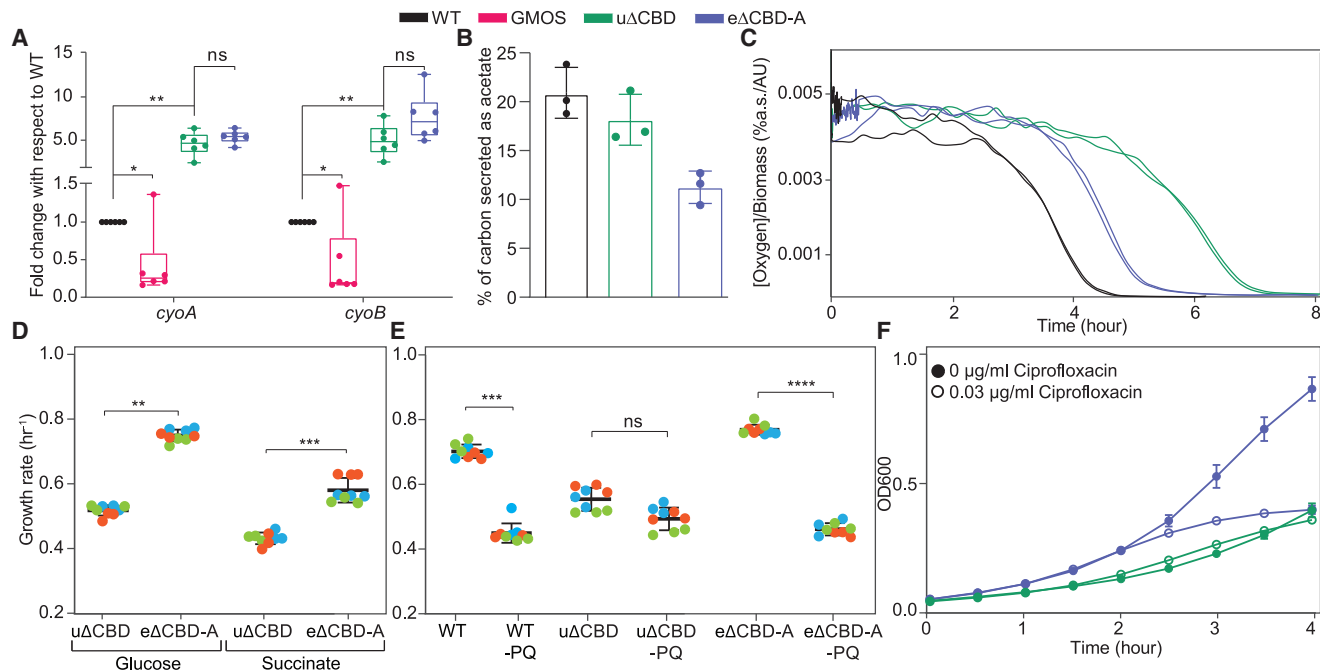 WT GMOS uΔCBD eΔCBD-A
A
Fold change with respect to WT
15
10
5.0
1.5
1.0
0.5
0.0
ns
**
*
ns
**
*
cyoA cyoB
B
% of carbon secreted as acetate
25
20
15
10
5
0
C
[Oxygen]/Biomass (%a.s./AU)
0.005
0.003
0.001
0 2 4 6 8
Time (hour)
D
Growth rate (hr⁻¹)
1.0
0.8
0.6
0.4
0.2
**
***
uΔCBD eΔCBD-A uΔCBD eΔCBD-A
Glucose Succinate
E
1.0
0.8
0.6
0.4
0.2
***
ns
****
WT WT uΔCBD uΔCBD eΔCBD-A eΔCBD-A
-PQ -PQ -PQ
F
OD600
1.0
0.5
0.0
0 µg/ml Ciprofloxacin
0.03 µg/ml Ciprofloxacin
0 1 2 3 4
Time (hour)